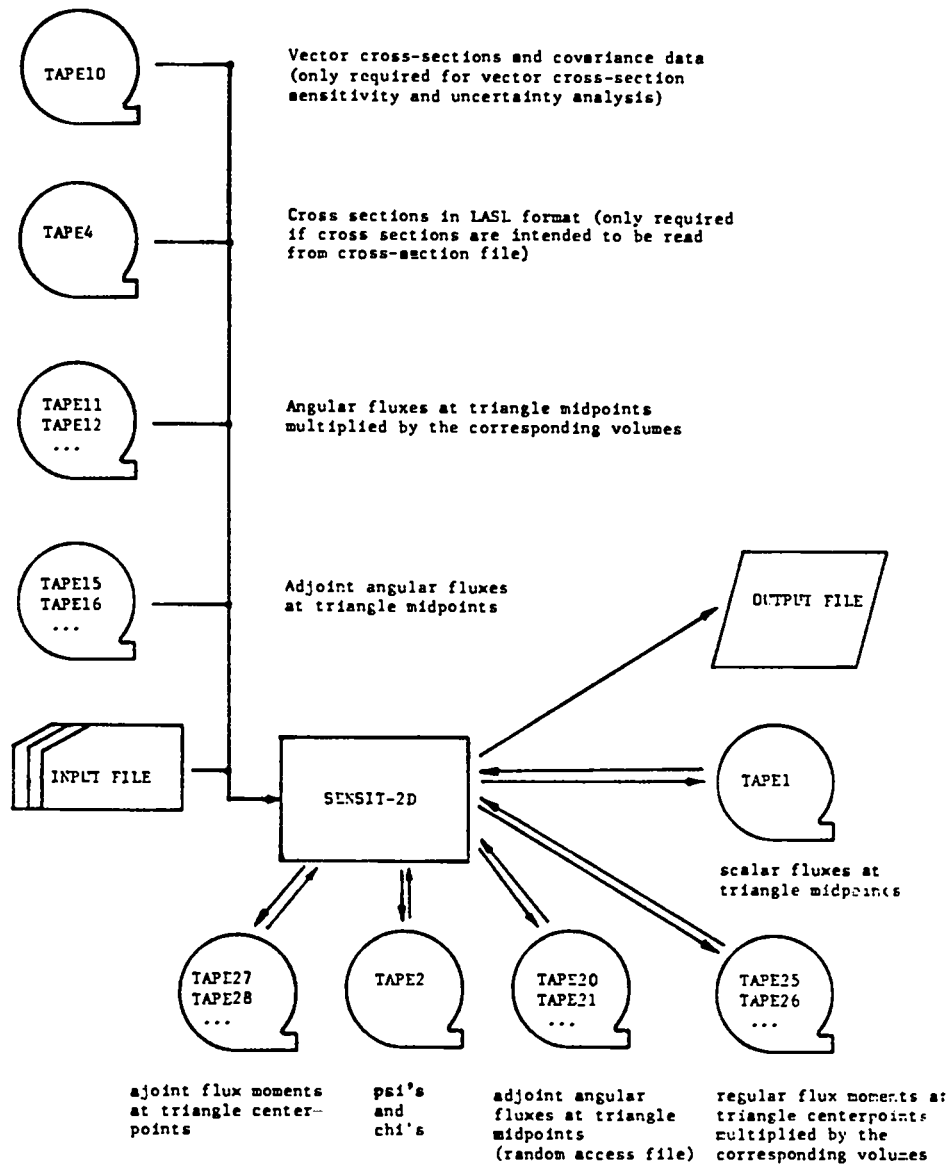 TAPE10
Vector cross-sections and covariance data
(only required for vector cross-section
sensitivity and uncertainty analysis)
TAPE4
Cross sections in LASL format (only required
if cross sections are intended to be read
from cross-section file)
TAPE11
TAPE12
...
Angular fluxes at triangle midpoints
multiplied by the corresponding volumes
TAPE15
TAPE16
...
Adjoint angular fluxes
at triangle midpoints
OUTPUT FILE
INPUT FILE
SENSIT-2D
TAPE1
scalar fluxes at
triangle midpoints
TAPE27
TAPE28
...
TAPE2
TAPE20
TAPE21
...
TAPE25
TAPE26
...
ajoint flux moments
at triangle center-
points
psi's
and
chi's
adjoint angular
fluxes at triangle
midpoints
(random access file)
regular flux moments at
triangle centerpoints
multiplied by the
corresponding volumes